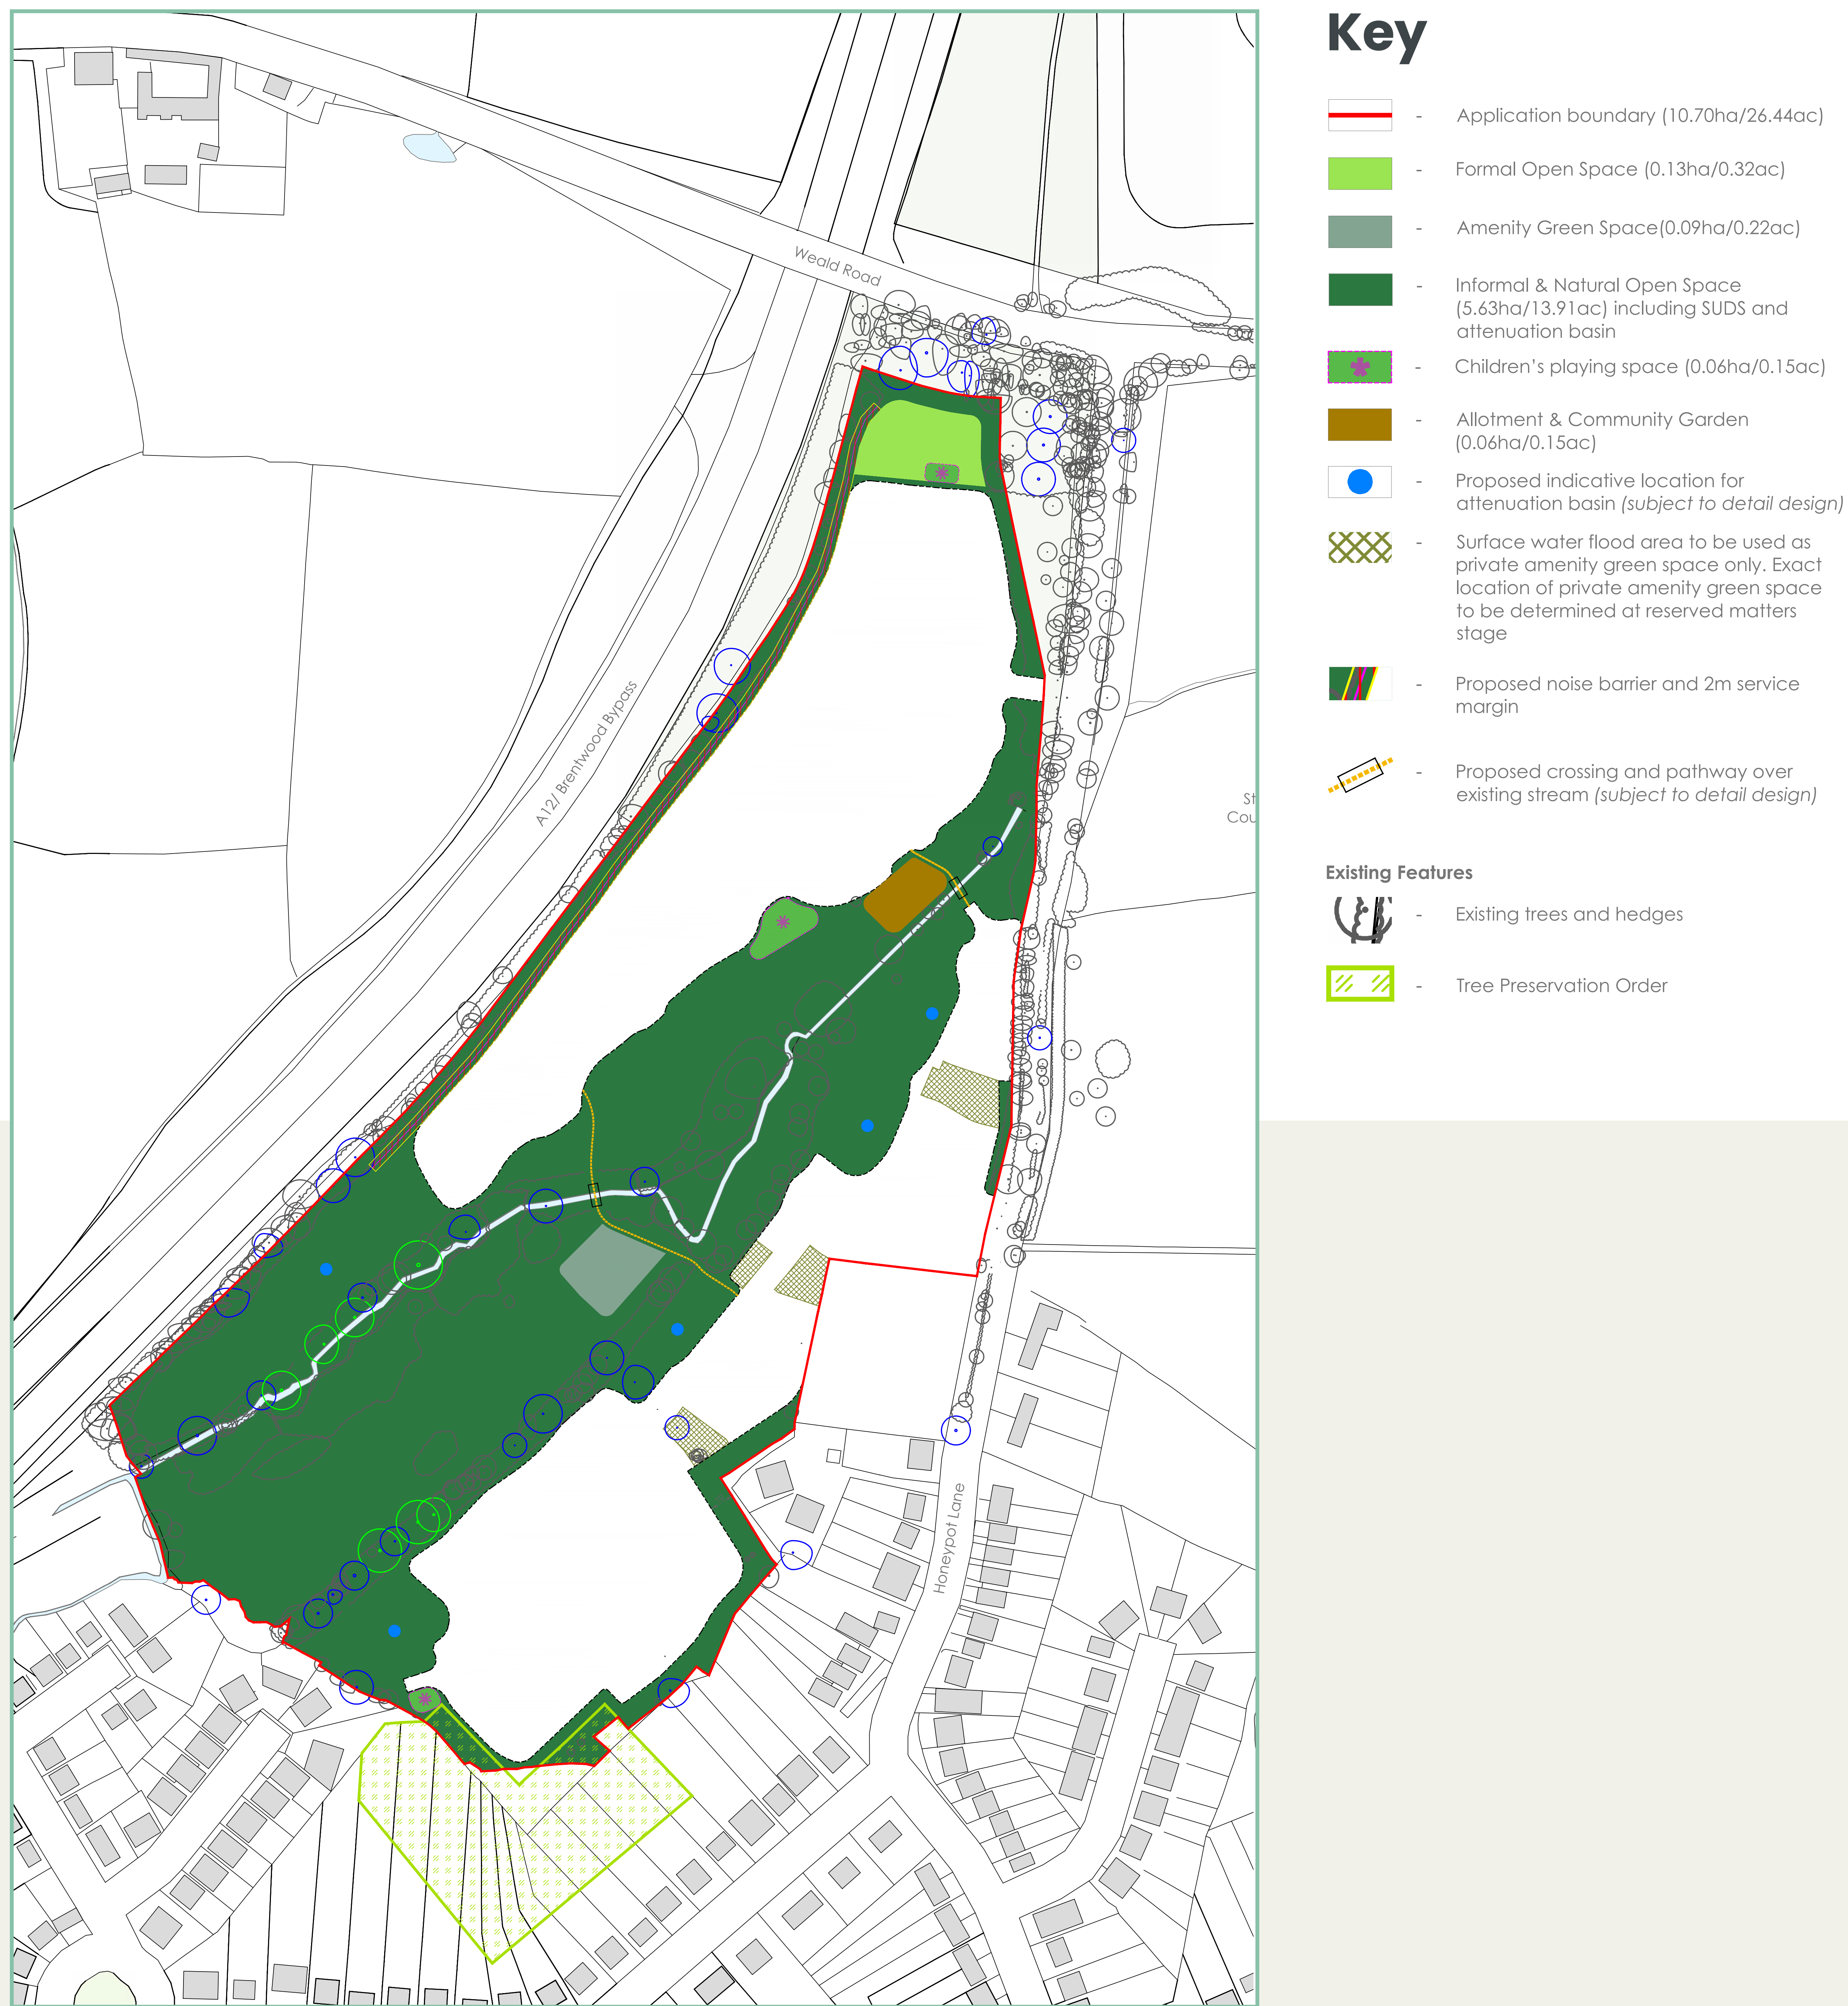 Key
- Application boundary (10.70ha/26.44ac)
- Formal Open Space (0.13ha/0.32ac)
- Amenity Green Space(0.09ha/0.22ac)
- Informal & Natural Open Space
(5.63ha/13.91ac) including SUDS and
attenuation basin
- Children's playing space (0.06ha/0.15ac)
- Allotment & Community Garden
(0.06ha/0.15ac)
- Proposed indicative location for
attenuation basin (subject to detail design)
- Surface water flood area to be used as
private amenity green space only. Exact
location of private amenity green space
to be determined at reserved matters
stage
- Proposed noise barrier and 2m service
margin
- Proposed crossing and pathway over
existing stream (subject to detail design)
Existing Features
- Existing trees and hedges
- Tree Preservation Order
Weald Road
A12/ Brentwood Bypass
St
Cou
Honeypot Lane